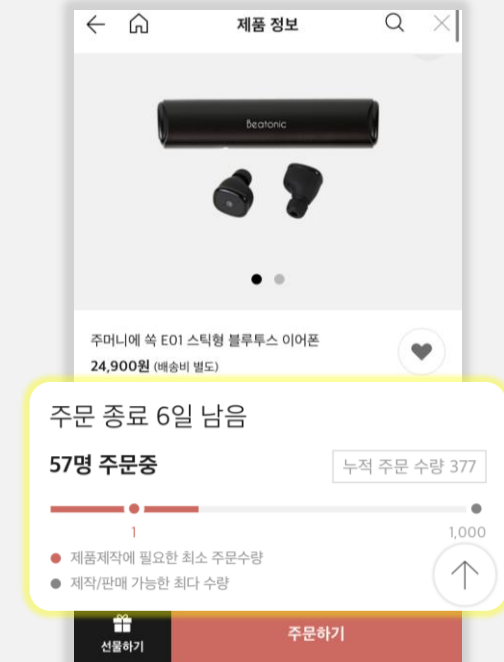 제품 정보
Beatonic
주머니에 쏙 E01 스틱형 블루투스 이어폰
24,900원 (배송비 별도)
주문 종료 6일 남음
57명 주문중
누적 주문 수량 377
1
1,000
제품제작에 필요한 최소 주문수량
제작/판매 가능한 최다 수량
선물하기
주문하기